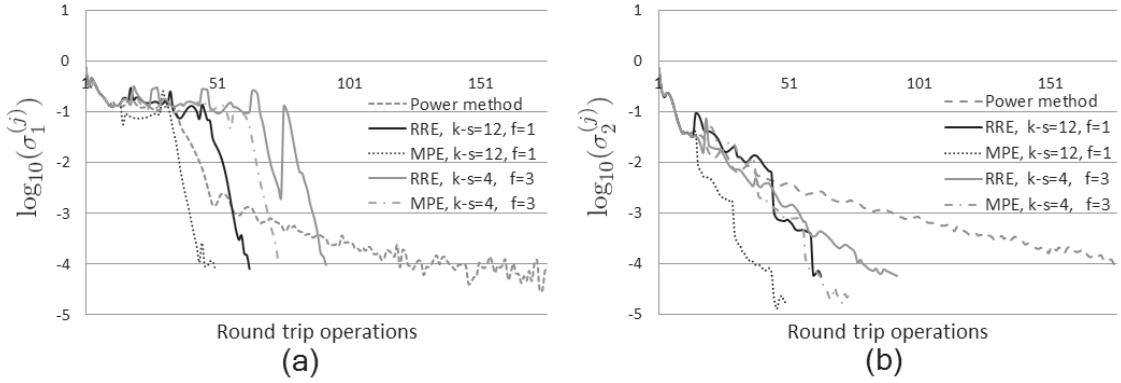 1
0
1
51
101
151
-1
-2
-3
-4
-5
log₁₀(σ₁⁽ʲ⁾)
Power method
RRE, k-s=12, f=1
MPE, k-s=12, f=1
RRE, k-s=4, f=3
MPE, k-s=4, f=3
Round trip operations
(a)
1
0
1
51
101
151
-1
-2
-3
-4
-5
log₁₀(σ₂⁽ʲ⁾)
Power method
RRE, k-s=12, f=1
MPE, k-s=12, f=1
RRE, k-s=4, f=3
MPE, k-s=4, f=3
Round trip operations
(b)